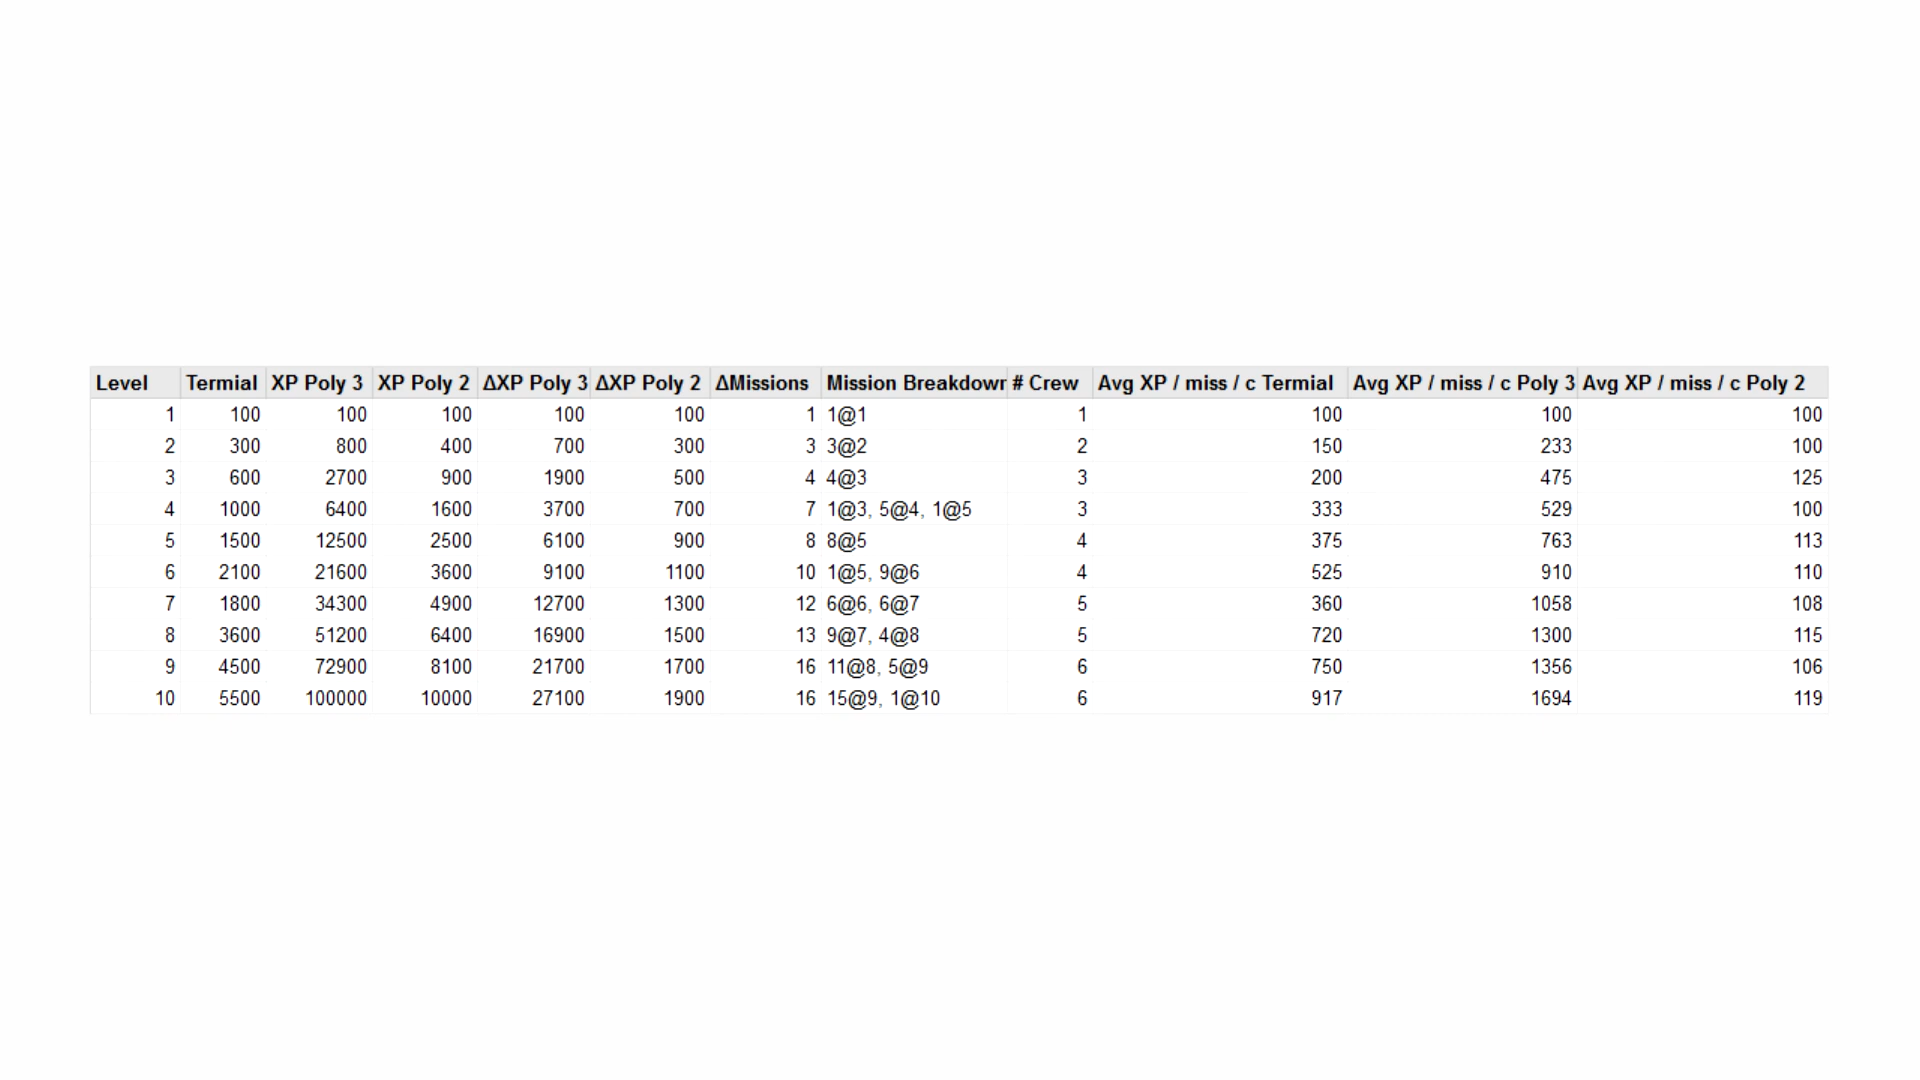 Level Termial XP Poly 3 XP Poly 2 ΔXP Poly 3 ΔXP Poly 2 ΔMissions Mission Breakdown # Crew Avg XP / miss / c Termial Avg XP / miss / c Poly 3 Avg XP / miss / c Poly 2
1 100 100 100 100 100 1 1@1 1 100 100 100
2 300 800 400 700 300 3 3@2 2 150 233 100
3 600 2700 900 1900 500 4 4@3 3 200 475 125
4 1000 6400 1600 3700 700 7 1@3, 5@4, 1@5 3 333 529 100
5 1500 12500 2500 6100 900 8 8@5 4 375 763 113
6 2100 21600 3600 9100 1100 10 1@5, 9@6 4 525 910 110
7 1800 34300 4900 12700 1300 12 6@6, 6@7 5 360 1058 108
8 3600 51200 6400 16900 1500 13 9@7, 4@8 5 720 1300 115
9 4500 72900 8100 21700 1700 16 11@8, 5@9 6 750 1356 106
10 5500 100000 10000 27100 1900 16 15@9, 1@10 6 917 1694 119